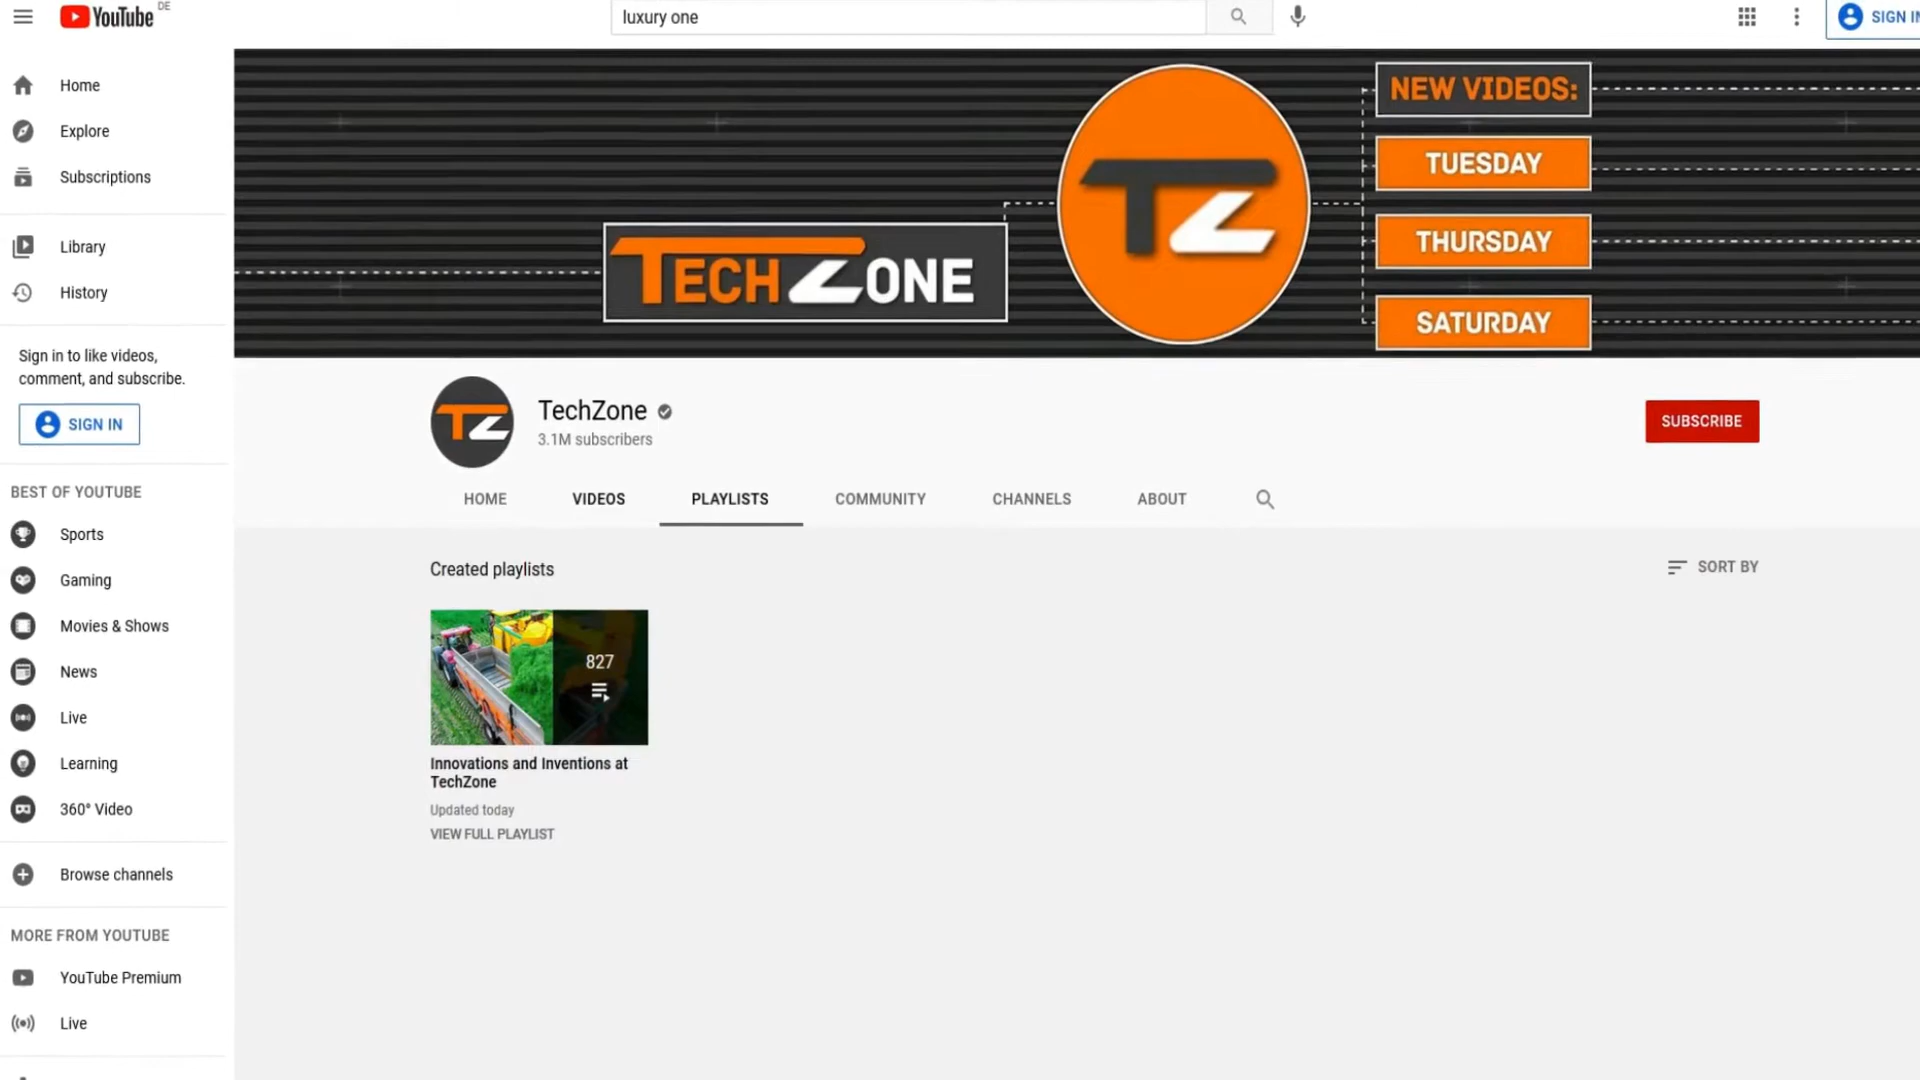 YouTube DE
luxury one
SIGN IN
Home
Explore
Subscriptions
Library
History
Sign in to like videos,
comment, and subscribe.
SIGN IN
BEST OF YOUTUBE
Sports
Gaming
Movies & Shows
News
Live
Learning
360° Video
Browse channels
MORE FROM YOUTUBE
YouTube Premium
Live
TECHZONE
TZ
NEW VIDEOS:
TUESDAY
THURSDAY
SATURDAY
TZ
TechZone
3.1M subscribers
SUBSCRIBE
HOME VIDEOS PLAYLISTS COMMUNITY CHANNELS ABOUT
Created playlists
SORT BY
827
Innovations and Inventions at
TechZone
Updated today
VIEW FULL PLAYLIST